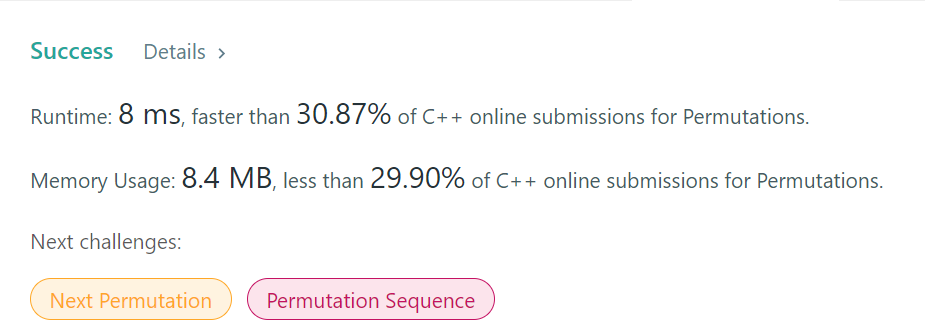 Success Details >
Runtime: 8 ms, faster than 30.87% of C++ online submissions for Permutations.
Memory Usage: 8.4 MB, less than 29.90% of C++ online submissions for Permutations.
Next challenges:
Next Permutation Permutation Sequence